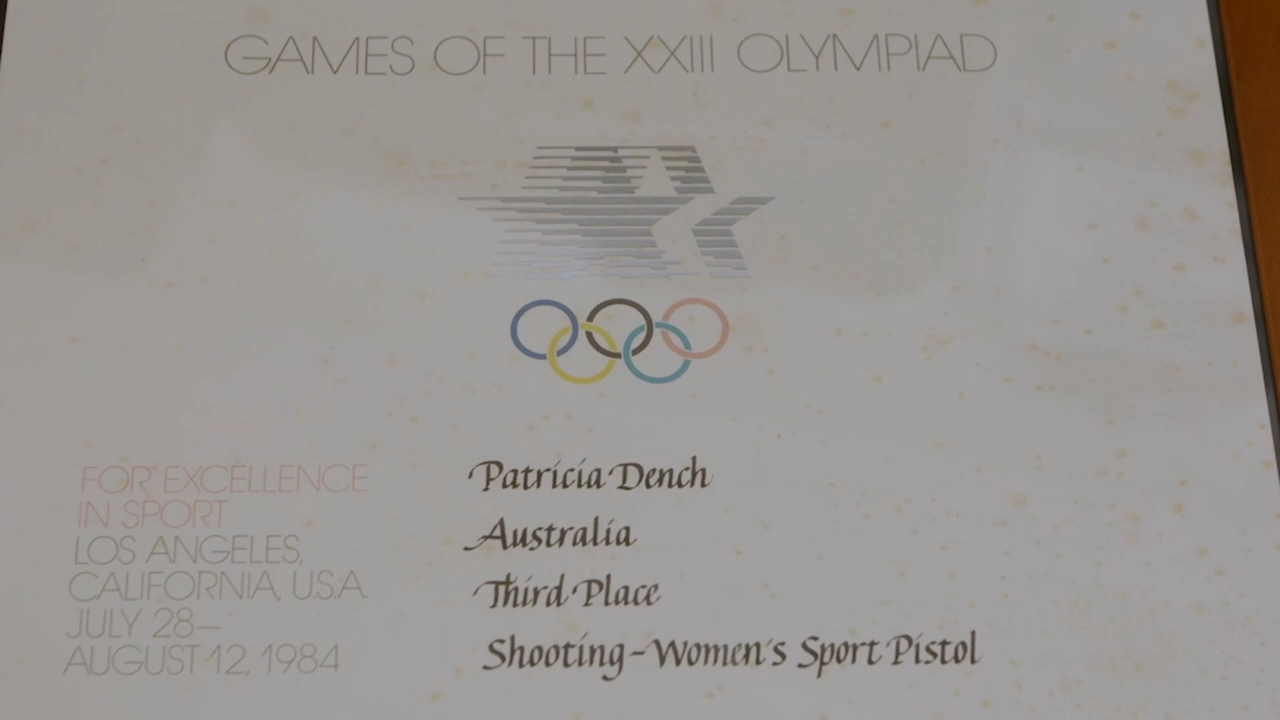 GAMES OF THE XXIII OLYMPIAD
FOR EXCELLENCE
IN SPORT
LOS ANGELES,
CALIFORNIA, U.S.A.
JULY 28–
AUGUST 12, 1984
Patricia Dench
Australia
Third Place
Shooting-Women's Sport Pistol